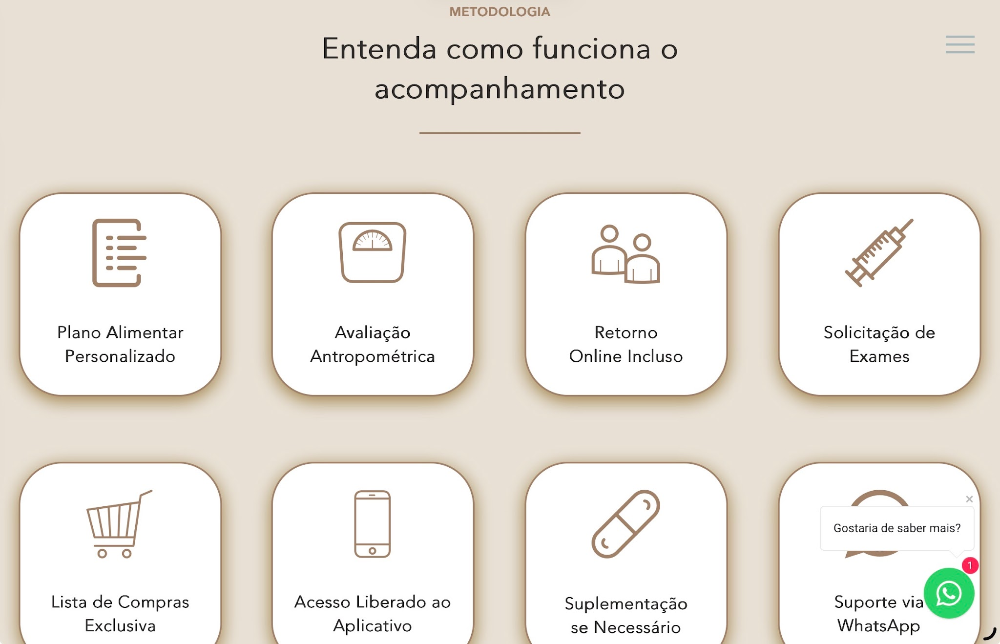 METODOLOGIA
Entenda como funciona o
acompanhamento
Plano Alimentar
Personalizado
Avaliação
Antropométrica
Retorno
Online Incluso
Solicitação de
Exames
Lista de Compras
Exclusiva
Acesso Liberado ao
Aplicativo
Suplementação
se Necessário
×
Gostaria de saber mais?
1
Suporte via
WhatsApp